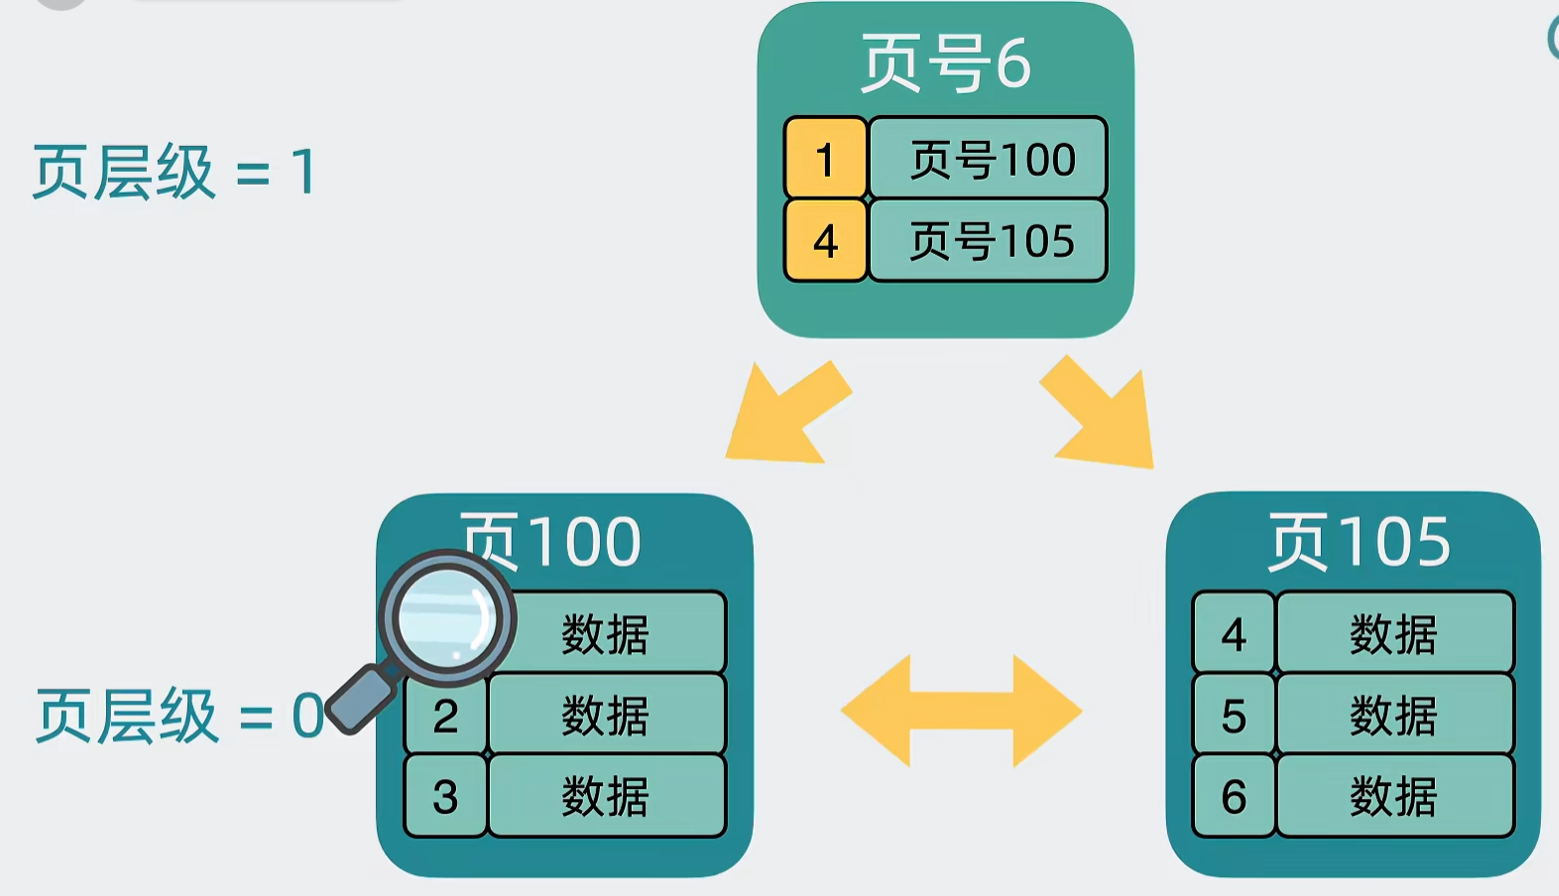 页号6
1 页号100
4 页号105
页层级 = 1
页100
数据
2 数据
3 数据
页105
4 数据
5 数据
6 数据
页层级 = 0